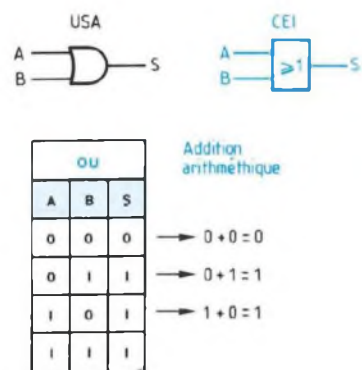 USA
CEI
A
B
S
A
B
⩾1
S
OU
Addition
arithméthique
A B S
0 0 0 → 0+0=0
0 1 1 → 0+1=1
1 0 1 → 1+0=1
1 1 1